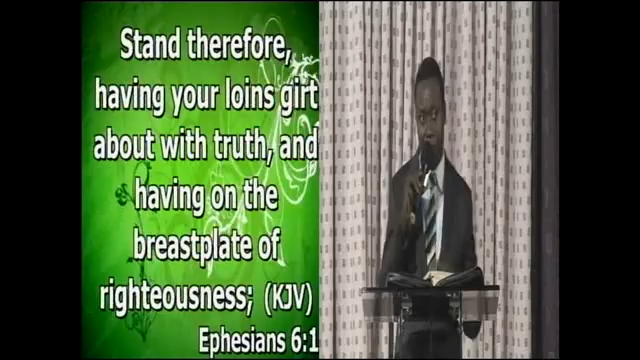 Stand therefore,
having your loins girt
about with truth, and
having on the
breastplate of
righteousness; (KJV)
Ephesians 6:1